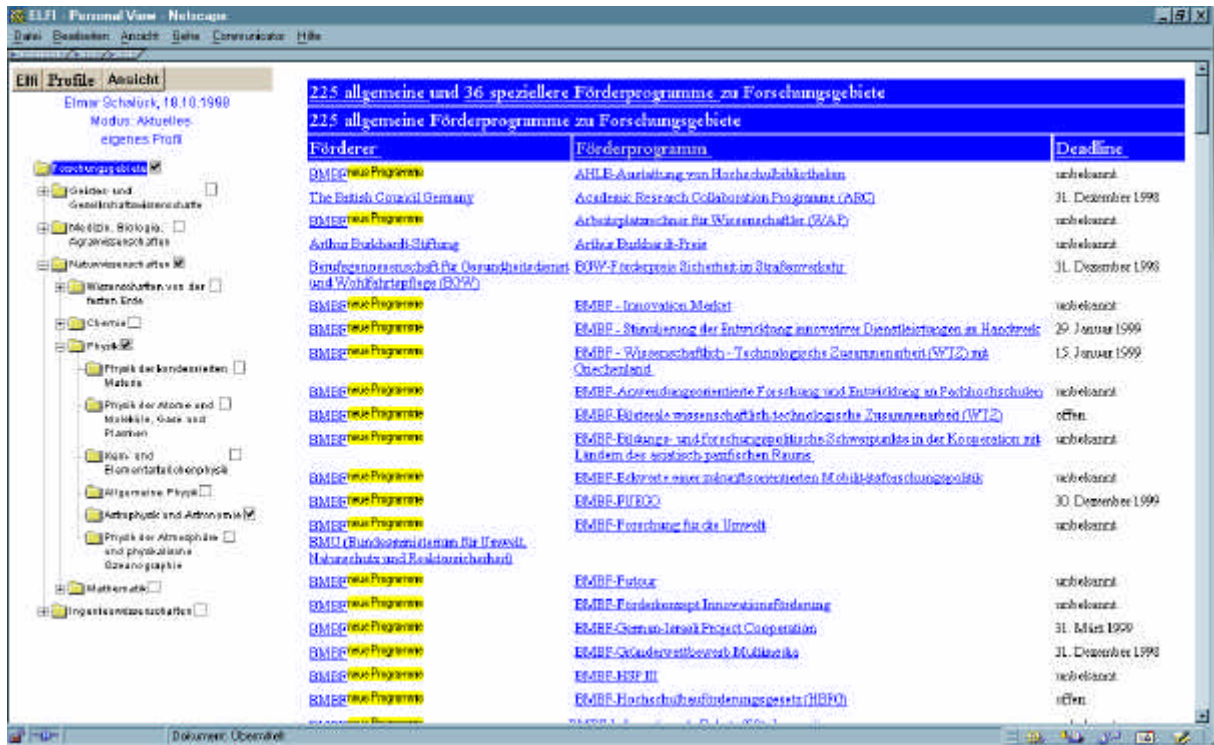 ELFI - Personal View - Netscape
Datei Bearbeiten Ansicht Gehe Communicator Hilfe
Elfi Profile Ansicht
Elmar Schalück, 18.10.1998
Modus: Aktuelles
eigenes Profil
Forschungsgebiete
Geistes- und
Gesellschaftswissenschafte
Medizin, Biologie,
Agrarwissenschaften
Naturwissenschaften
Wissenschaften von der
festen Erde
Chemie
Physik
Physik der kondensierten
Materie
Physik der Atome und
Moleküle, Gase und
Plasmen
Kern- und
Elementarteilchenphysik
Allgemeine Physik
Astrophysik und Astronomie
Physik der Atmosphäre
und physikalische
Ozeanographie
Mathematik
Ingenieurwissenschaften
225 allgemeine und 36 speziellere Förderprogramme zu Forschungsgebiete
225 allgemeine Förderprogramme zu Forschungsgebiete
Förderer Förderprogramm Deadline
BMBF neue Programme AHLB-Ausstattung von Hochschulbibliotheken unbekannt
The British Council Germany Academic Research Collaboration Programme (ARC) 31. Dezember 1998
BMBF neue Programme Arbeitsplatzrechner für Wissenschaftler (WAP) unbekannt
Arthur Burkhardt-Stiftung Arthur Burkhardt-Preis unbekannt
Berufsgenossenschaft für Gesundheitsdienst BGW-Förderpreis Sicherheit im Straßenverkehr 31. Dezember 1998
und Wohlfahrtspflege (BGW)
BMBF neue Programme BMBF - Innovation Market unbekannt
BMBF neue Programme BMBF - Stimulierung der Entwicklung innovativer Dienstleistungen im Handwerk 29. Januar 1999
BMBF neue Programme BMBF - Wissenschaftlich - Technologische Zusammenarbeit (WTZ) mit 15. Januar 1999
Griechenland
BMBF neue Programme BMBF-Anwendungsorientierte Forschung und Entwicklung an Fachhochschulen unbekannt
BMBF neue Programme BMBF-Bilaterale wissenschaftlich-technologische Zusammenarbeit (WTZ) offen
BMBF neue Programme BMBF-Bildungs- und forschungspolitische Schwerpunkte in der Kooperation mit unbekannt
Ländern des asiatisch-pazifischen Raums
BMBF neue Programme BMBF-Eckwerte einer zukunftsorientierten Mobilitätsforschungspolitik unbekannt
BMBF neue Programme BMBF-FUEGO 30. Dezember 1999
BMBF neue Programme BMBF-Forschung für die Umwelt unbekannt
BMU (Bundesministerium für Umwelt,
Naturschutz und Reaktorsicherheit)
BMBF neue Programme BMBF-Futour unbekannt
BMBF neue Programme BMBF-Förderkonzept Innovationsförderung unbekannt
BMBF neue Programme BMBF-German-Israeli Project Cooperation 31. März 1999
BMBF neue Programme BMBF-Gründerwettbewerb Multimedia 31. Dezember 1998
BMBF neue Programme BMBF-HSP III unbekannt
BMBF neue Programme BMBF-Hochschulbauförderungsgesetz (HBFG) offen
Dokument: Übermittelt